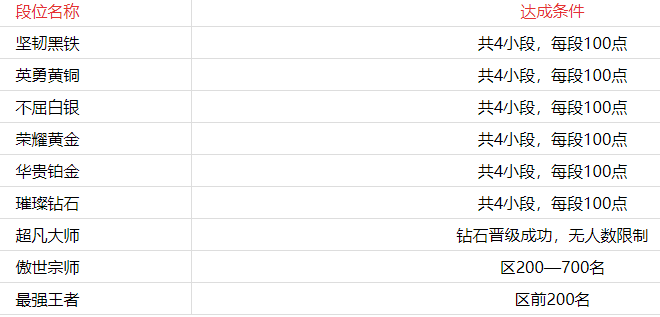 段位名称 达成条件
坚韧黑铁 共4小段，每段100点
英勇黄铜 共4小段，每段100点
不屈白银 共4小段，每段100点
荣耀黄金 共4小段，每段100点
华贵铂金 共4小段，每段100点
璀璨钻石 共4小段，每段100点
超凡大师 钻石晋级成功，无人数限制
傲世宗师 区200—700名
最强王者 区前200名